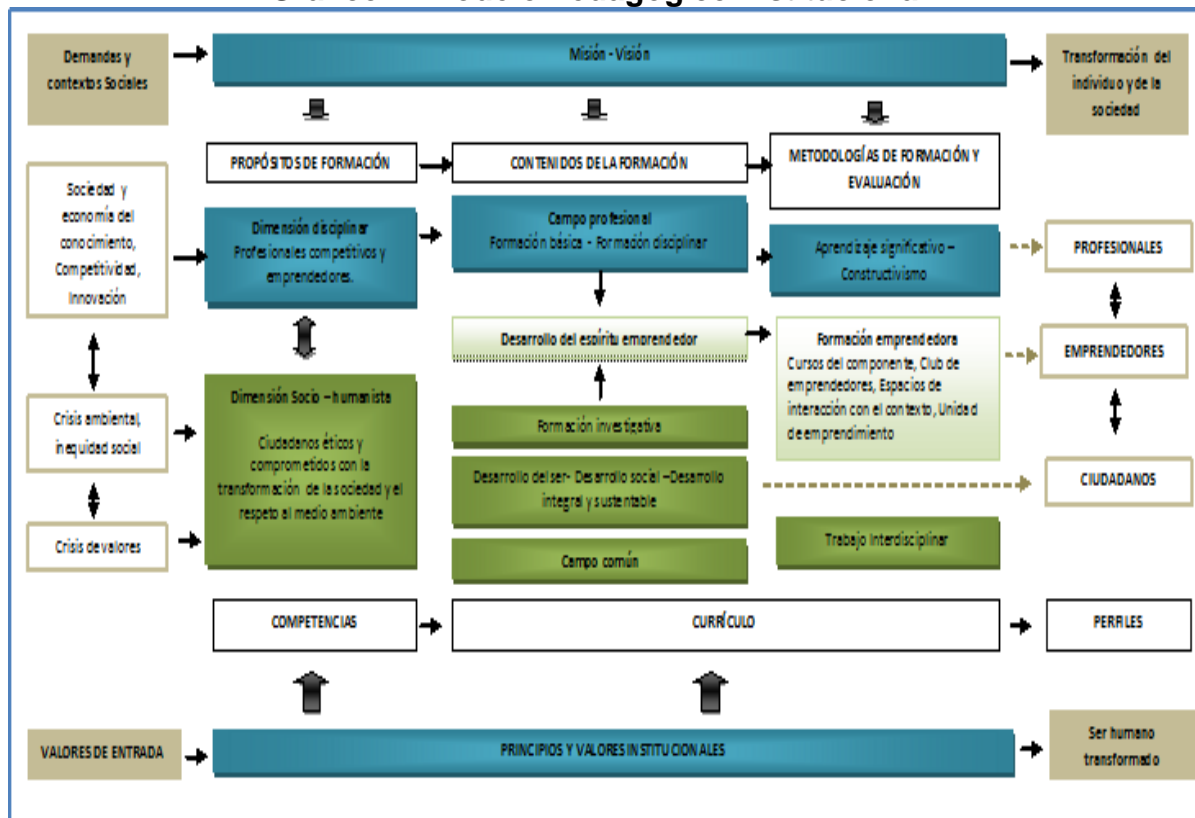 Demandas y
contextos Sociales
Misión - Visión
Transformación del
individuo y de la
sociedad
PROPÓSITOS DE FORMACIÓN
CONTENIDOS DE LA FORMACIÓN
METODOLOGÍAS DE FORMACIÓN Y
EVALUACIÓN
Sociedad y
economía del
conocimiento,
Competitividad,
Innovación
Dimensión disciplinar
Profesionales competitivos y
emprendedores.
Campo profesional
Formación básica - Formación disciplinar
Aprendizaje significativo –
Constructivismo
PROFESIONALES
Desarrollo del espíritu emprendedor
Formación emprendora
Cursos del componente, Club de
emprendedores, Espacios de
interacción con el contexto, Unidad
de emprendimiento
EMPRENDEDORES
Crisis ambiental,
inequidad social
Dimensión Socio – humanista
Ciudadanos éticos y
comprometidos con la
transformación de la sociedad y el
respeto al medio ambiente
Formación investigativa
Desarrollo del ser- Desarrollo social –Desarrollo
integral y sustentable
CIUDADANOS
Crisis de valores
Campo común
Trabajo Interdisciplinar
COMPETENCIAS
CURRÍCULO
PERFILES
VALORES DE ENTRADA
PRINCIPIOS Y VALORES INSTITUCIONALES
Ser humano
transformado